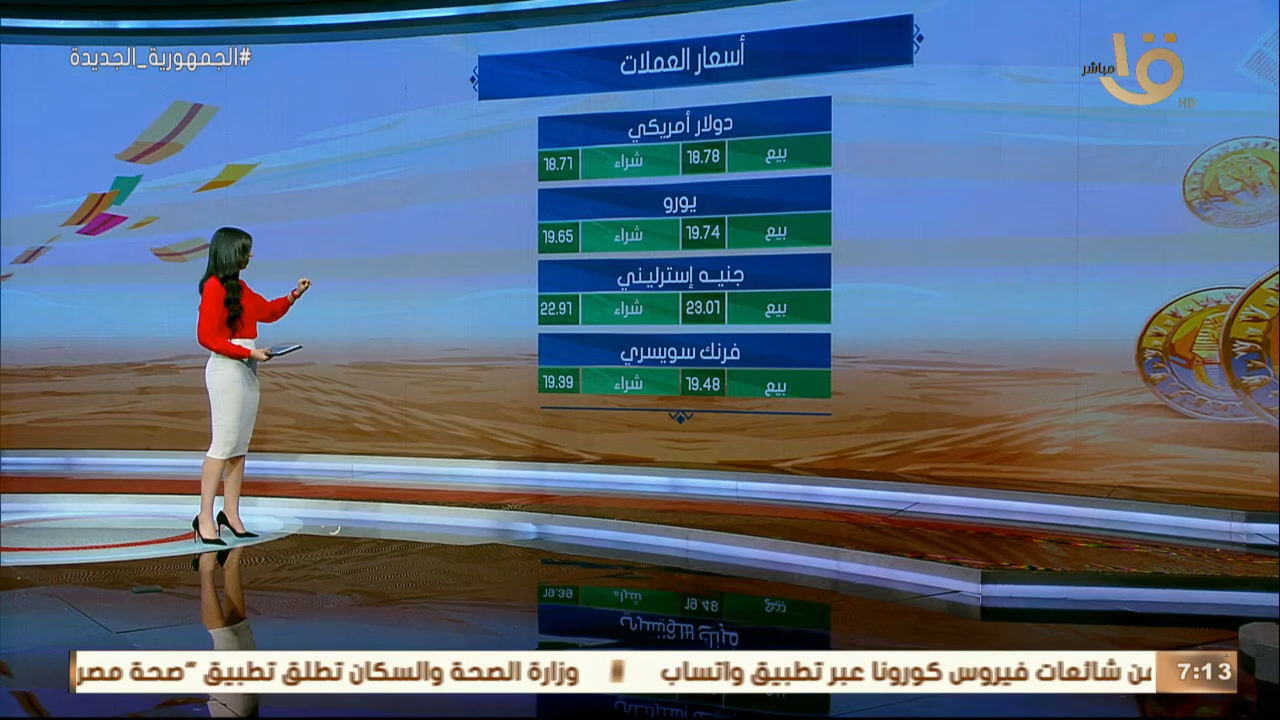 #الجمهورية_الجديدة
مباشر
HD
أسعار العملات
دولار أمريكي
بيع 18.78 شراء 18.71
يورو
بيع 19.74 شراء 19.65
جنيه إسترليني
بيع 23.01 شراء 22.91
فرنك سويسري
بيع 19.48 شراء 19.39
7:13 من شائعات فيروس كورونا عبر تطبيق واتساب وزارة الصحة والسكان تطلق تطبيق "صحة مصر